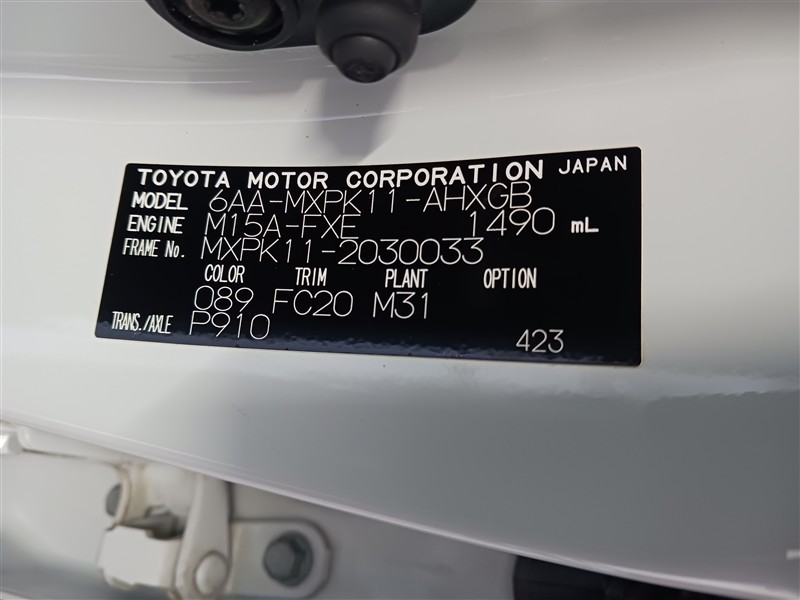 TOYOTA MOTOR CORPORATION JAPAN
MODEL 6AA-MXPK11-AHXGB
ENGINE M15A-FXE 1490 mL
FRAME No. MXPK11-2030033
COLOR TRIM PLANT OPTION
089 FC20 M31
TRANS./AXLE P910
423